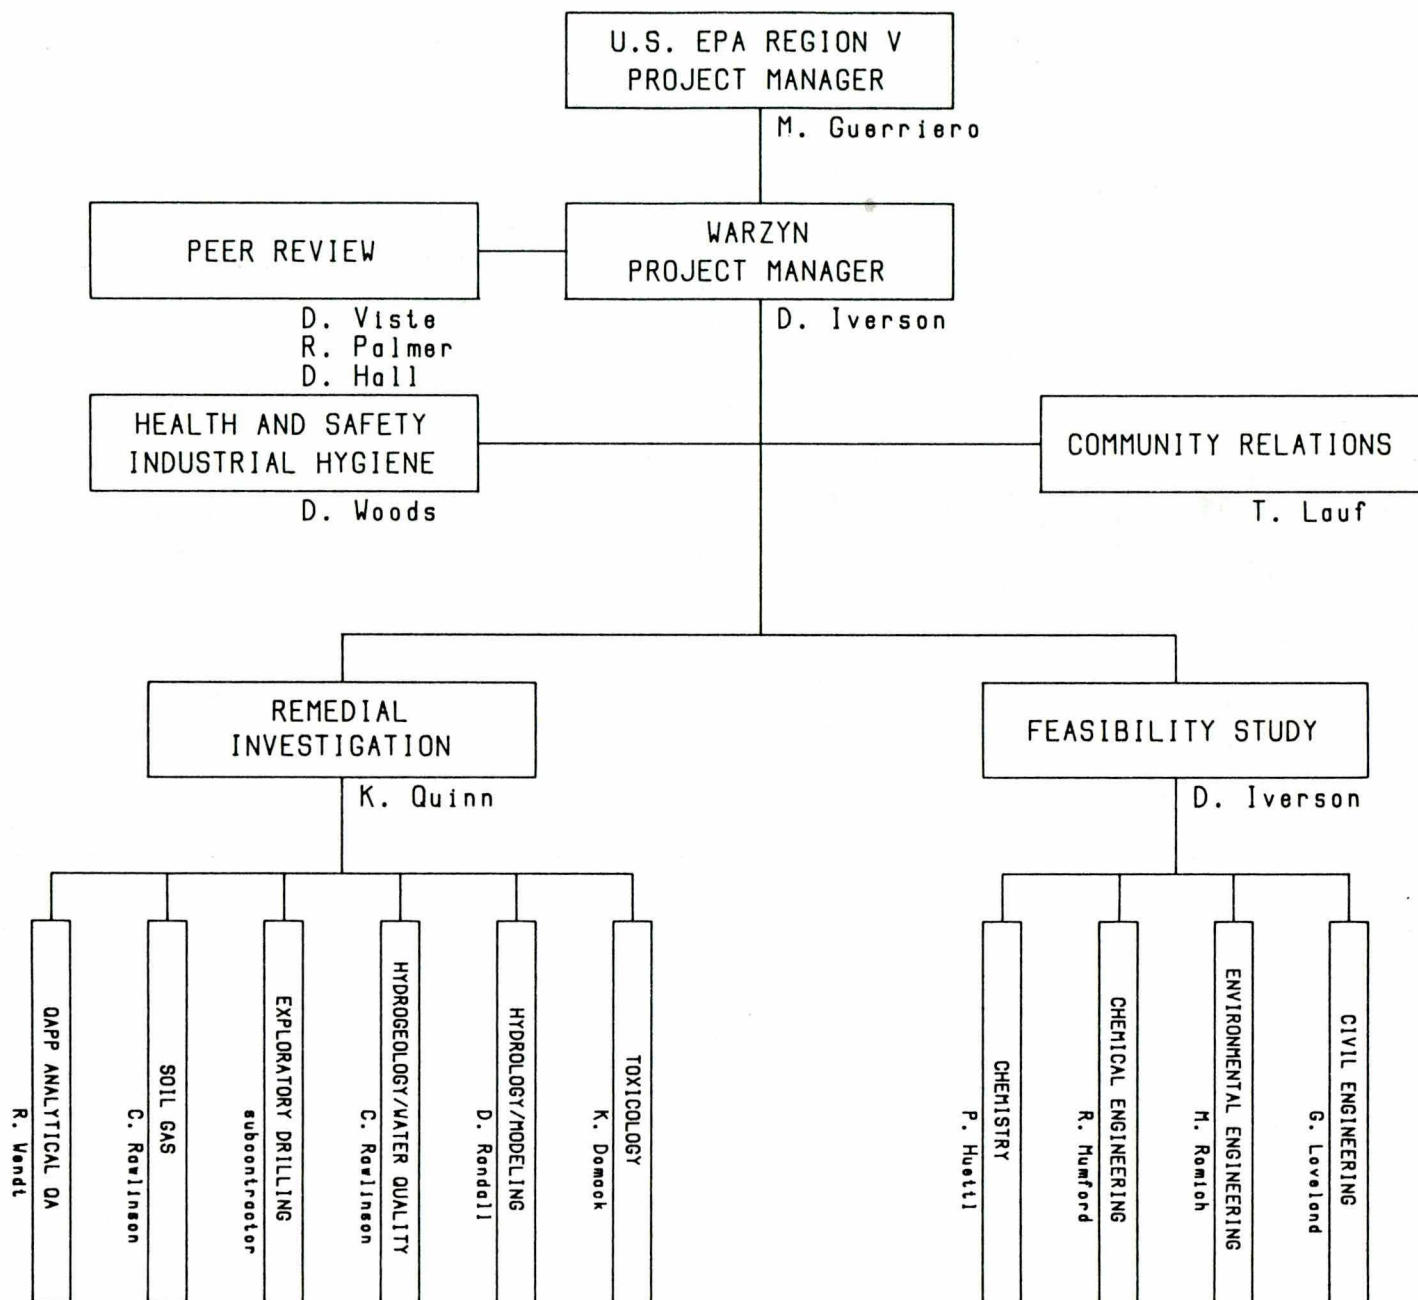 U.S. EPA REGION V
PROJECT MANAGER
M. Guerriero
PEER REVIEW
D. Viste
R. Palmer
D. Hall
WARZYN
PROJECT MANAGER
D. Iverson
HEALTH AND SAFETY
INDUSTRIAL HYGIENE
D. Woods
COMMUNITY RELATIONS
T. Lauf
REMEDIAL
INVESTIGATION
K. Quinn
FEASIBILITY STUDY
D. Iverson
QAPP ANALYTICAL QA
R. Wendt
SOIL GAS
C. Rawlinson
EXPLORATORY DRILLING
subcontractor
HYDROGEOLOGY/WATER QUALITY
C. Rawlinson
HYDROLOGY/MODELING
D. Randall
TOXICOLOGY
K. Domack
CHEMISTRY
P. Huettl
CHEMICAL ENGINEERING
R. Mumford
ENVIRONMENTAL ENGINEERING
M. Romich
CIVIL ENGINEERING
G. Loveland